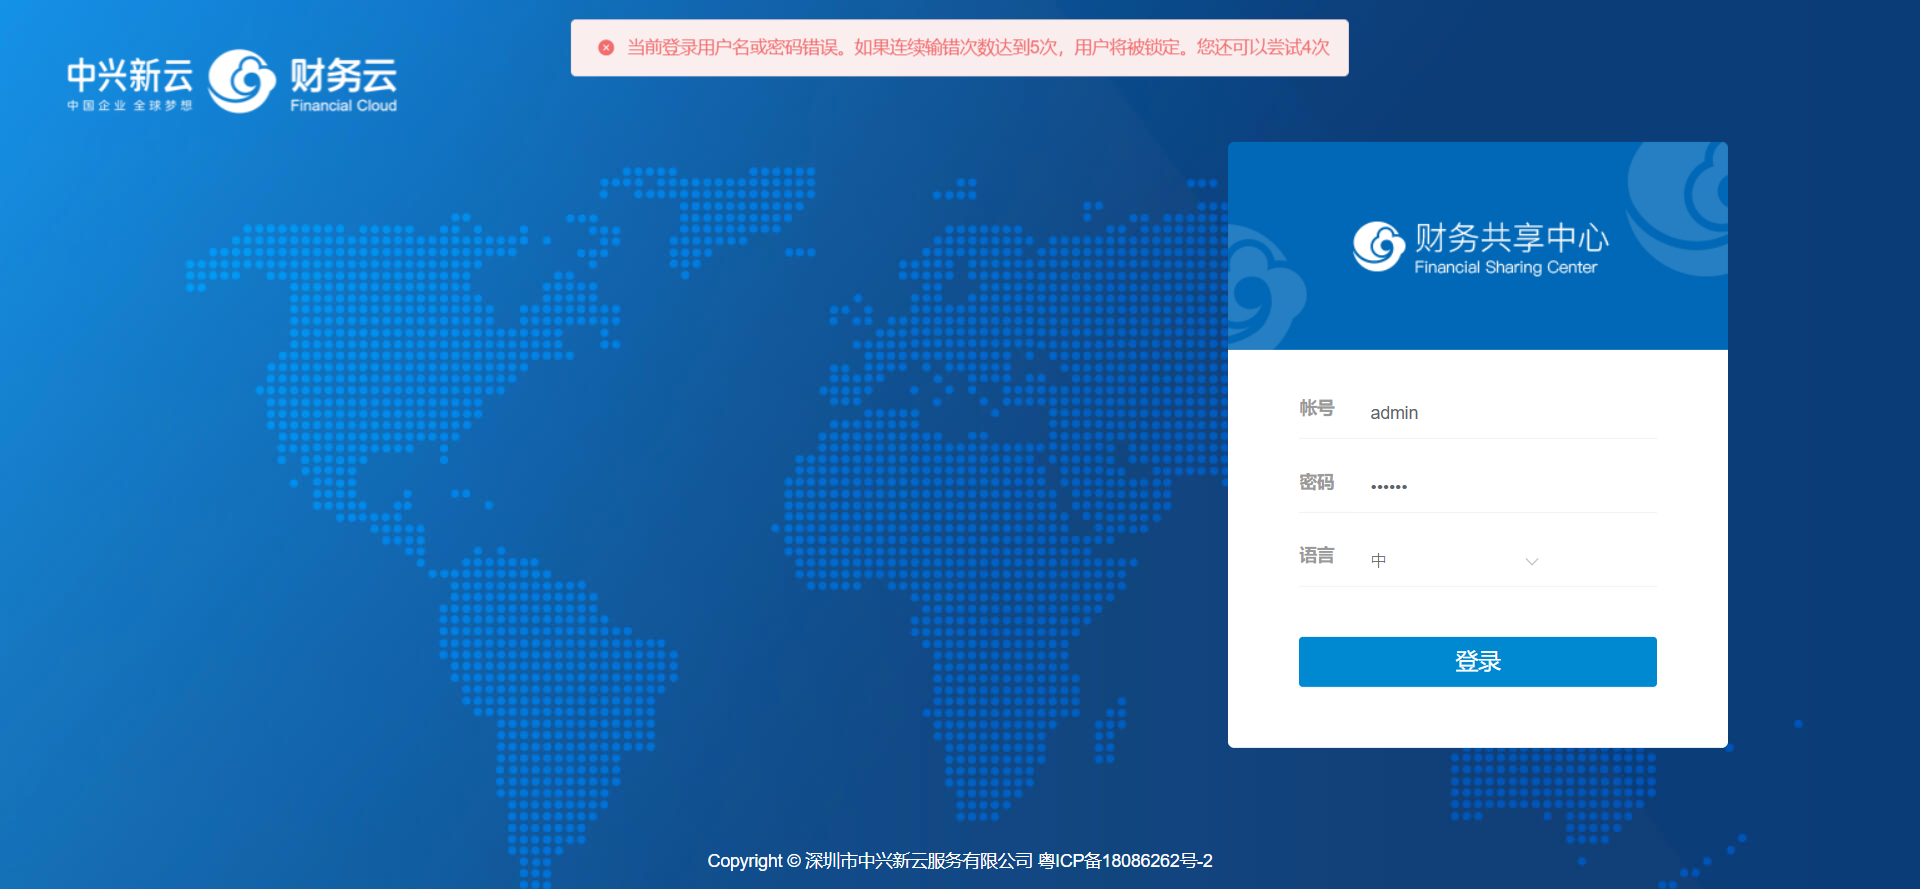 当前登录用户名或密码错误。如果连续输错次数达到5次，用户将被锁定。您还可以尝试4次
中兴新云
中国企业 全球梦想
财务云
Financial Cloud
财务共享中心
Financial Sharing Center
帐号 admin
密码 ••••••
语言 中
登录
Copyright © 深圳市中兴新云服务有限公司 粤ICP备18086262号-2